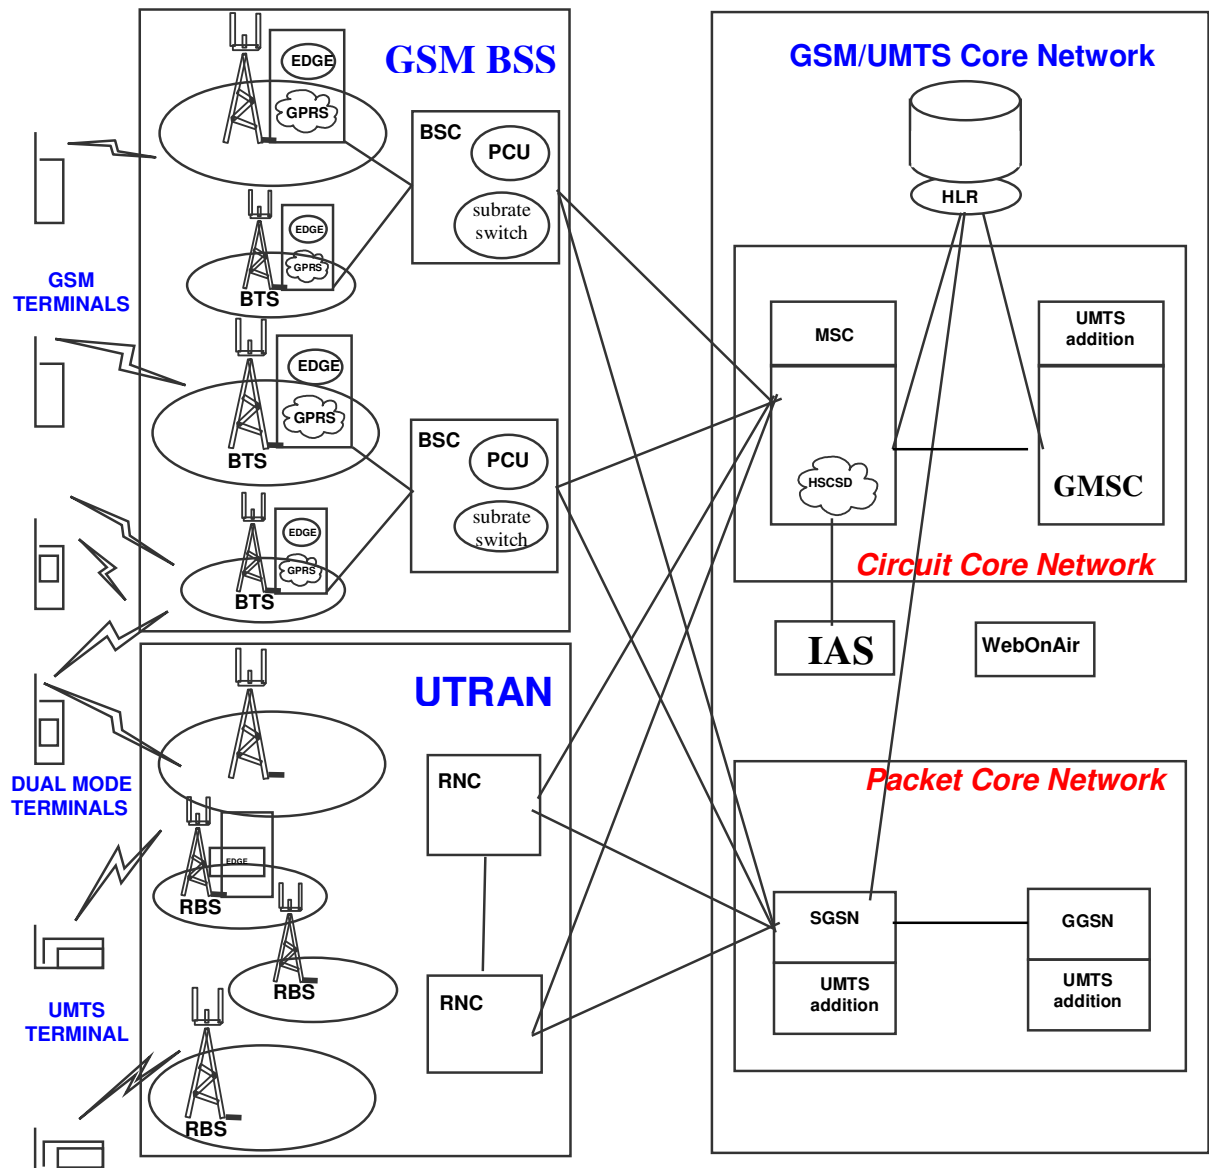 GSM BSS
EDGE
GPRS
BSC
PCU
subrate
switch
EDGE
GPRS
BTS
GSM
TERMINALS
EDGE
GPRS
BTS
BSC
PCU
subrate
switch
EDGE
GPRS
BTS
UTRAN
DUAL MODE
TERMINALS
RNC
EDGE
RBS
RBS
RNC
UMTS
TERMINAL
RBS
GSM/UMTS Core Network
HLR
MSC
UMTS
addition
HSCSD
GMSC
Circuit Core Network
IAS
WebOnAir
Packet Core Network
SGSN
GGSN
UMTS
addition
UMTS
addition